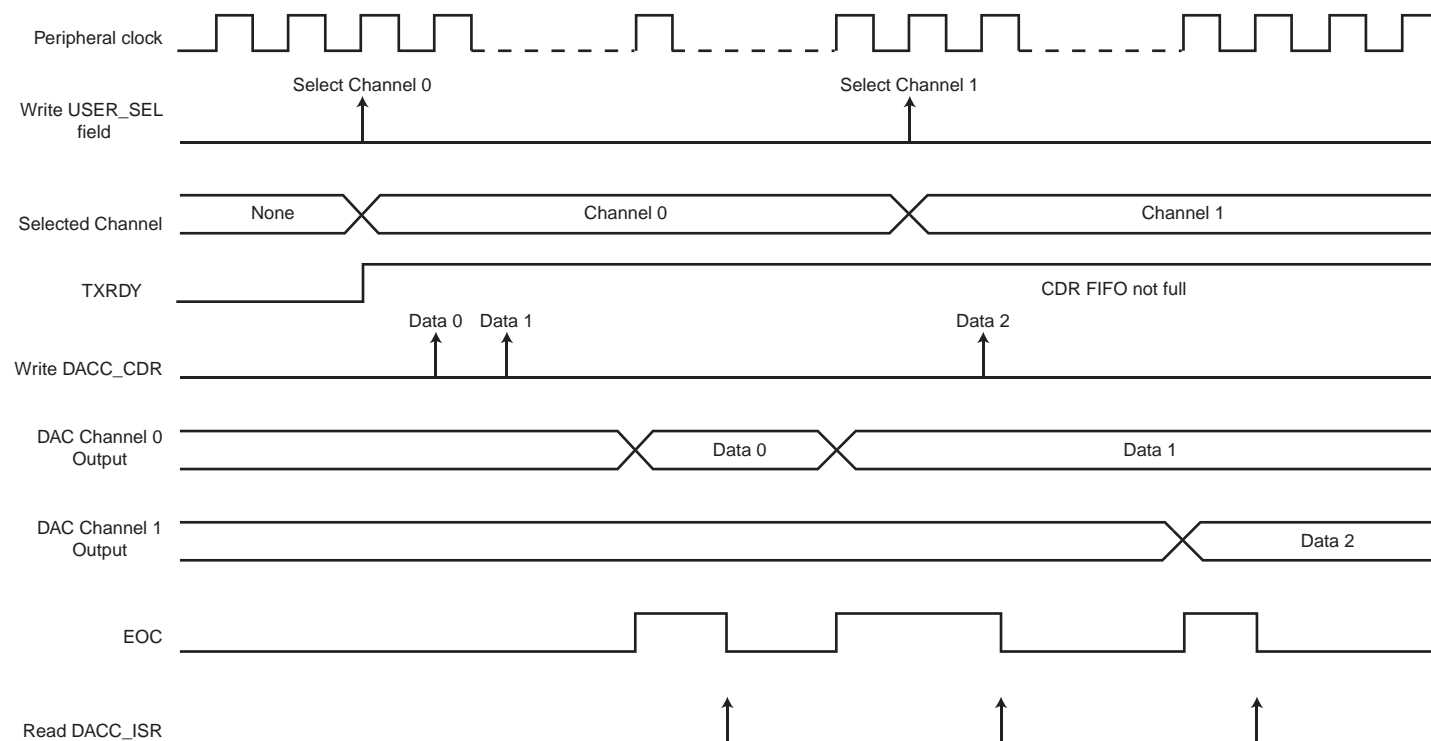 Peripheral clock
Select Channel 0
Select Channel 1
Write USER_SEL
field
Selected Channel
None
Channel 0
Channel 1
TXRDY
CDR FIFO not full
Data 0
Data 1
Data 2
Write DACC_CDR
DAC Channel 0
Output
Data 0
Data 1
DAC Channel 1
Output
Data 2
EOC
Read DACC_ISR